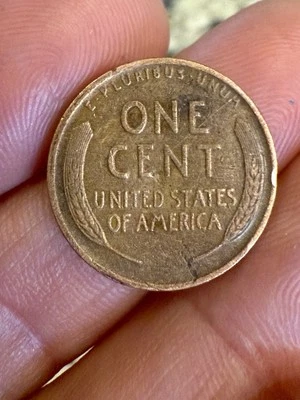 E·PLURIBUS·UNUM
ONE
CENT
UNITED STATES
OF AMERICA